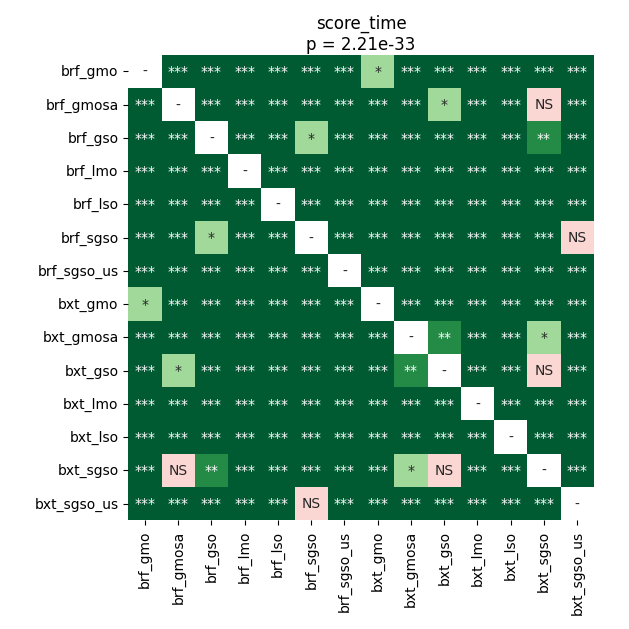 score_time
p = 2.21e-33
brf_gmo - *** *** *** *** *** *** * *** *** *** *** *** ***
brf_gmosa *** - *** *** *** *** *** *** *** * *** *** NS ***
brf_gso *** *** - *** *** * *** *** *** *** *** *** ** ***
brf_lmo *** *** *** - *** *** *** *** *** *** *** *** *** ***
brf_lso *** *** *** *** - *** *** *** *** *** *** *** *** ***
brf_sgso *** *** * *** *** - *** *** *** *** *** *** *** NS
brf_sgso_us *** *** *** *** *** *** - *** *** *** *** *** *** ***
bxt_gmo * *** *** *** *** *** *** - *** *** *** *** *** ***
bxt_gmosa *** *** *** *** *** *** *** *** - ** *** *** * ***
bxt_gso *** * *** *** *** *** *** *** ** - *** *** NS ***
bxt_lmo *** *** *** *** *** *** *** *** *** *** - *** *** ***
bxt_lso *** *** *** *** *** *** *** *** *** *** *** - *** ***
bxt_sgso *** NS ** *** *** *** *** *** * NS *** *** - ***
bxt_sgso_us *** *** *** *** *** NS *** *** *** *** *** *** *** -
brf_gmo brf_gmosa brf_gso brf_lmo brf_lso brf_sgso brf_sgso_us bxt_gmo bxt_gmosa bxt_gso bxt_lmo bxt_lso bxt_sgso bxt_sgso_us